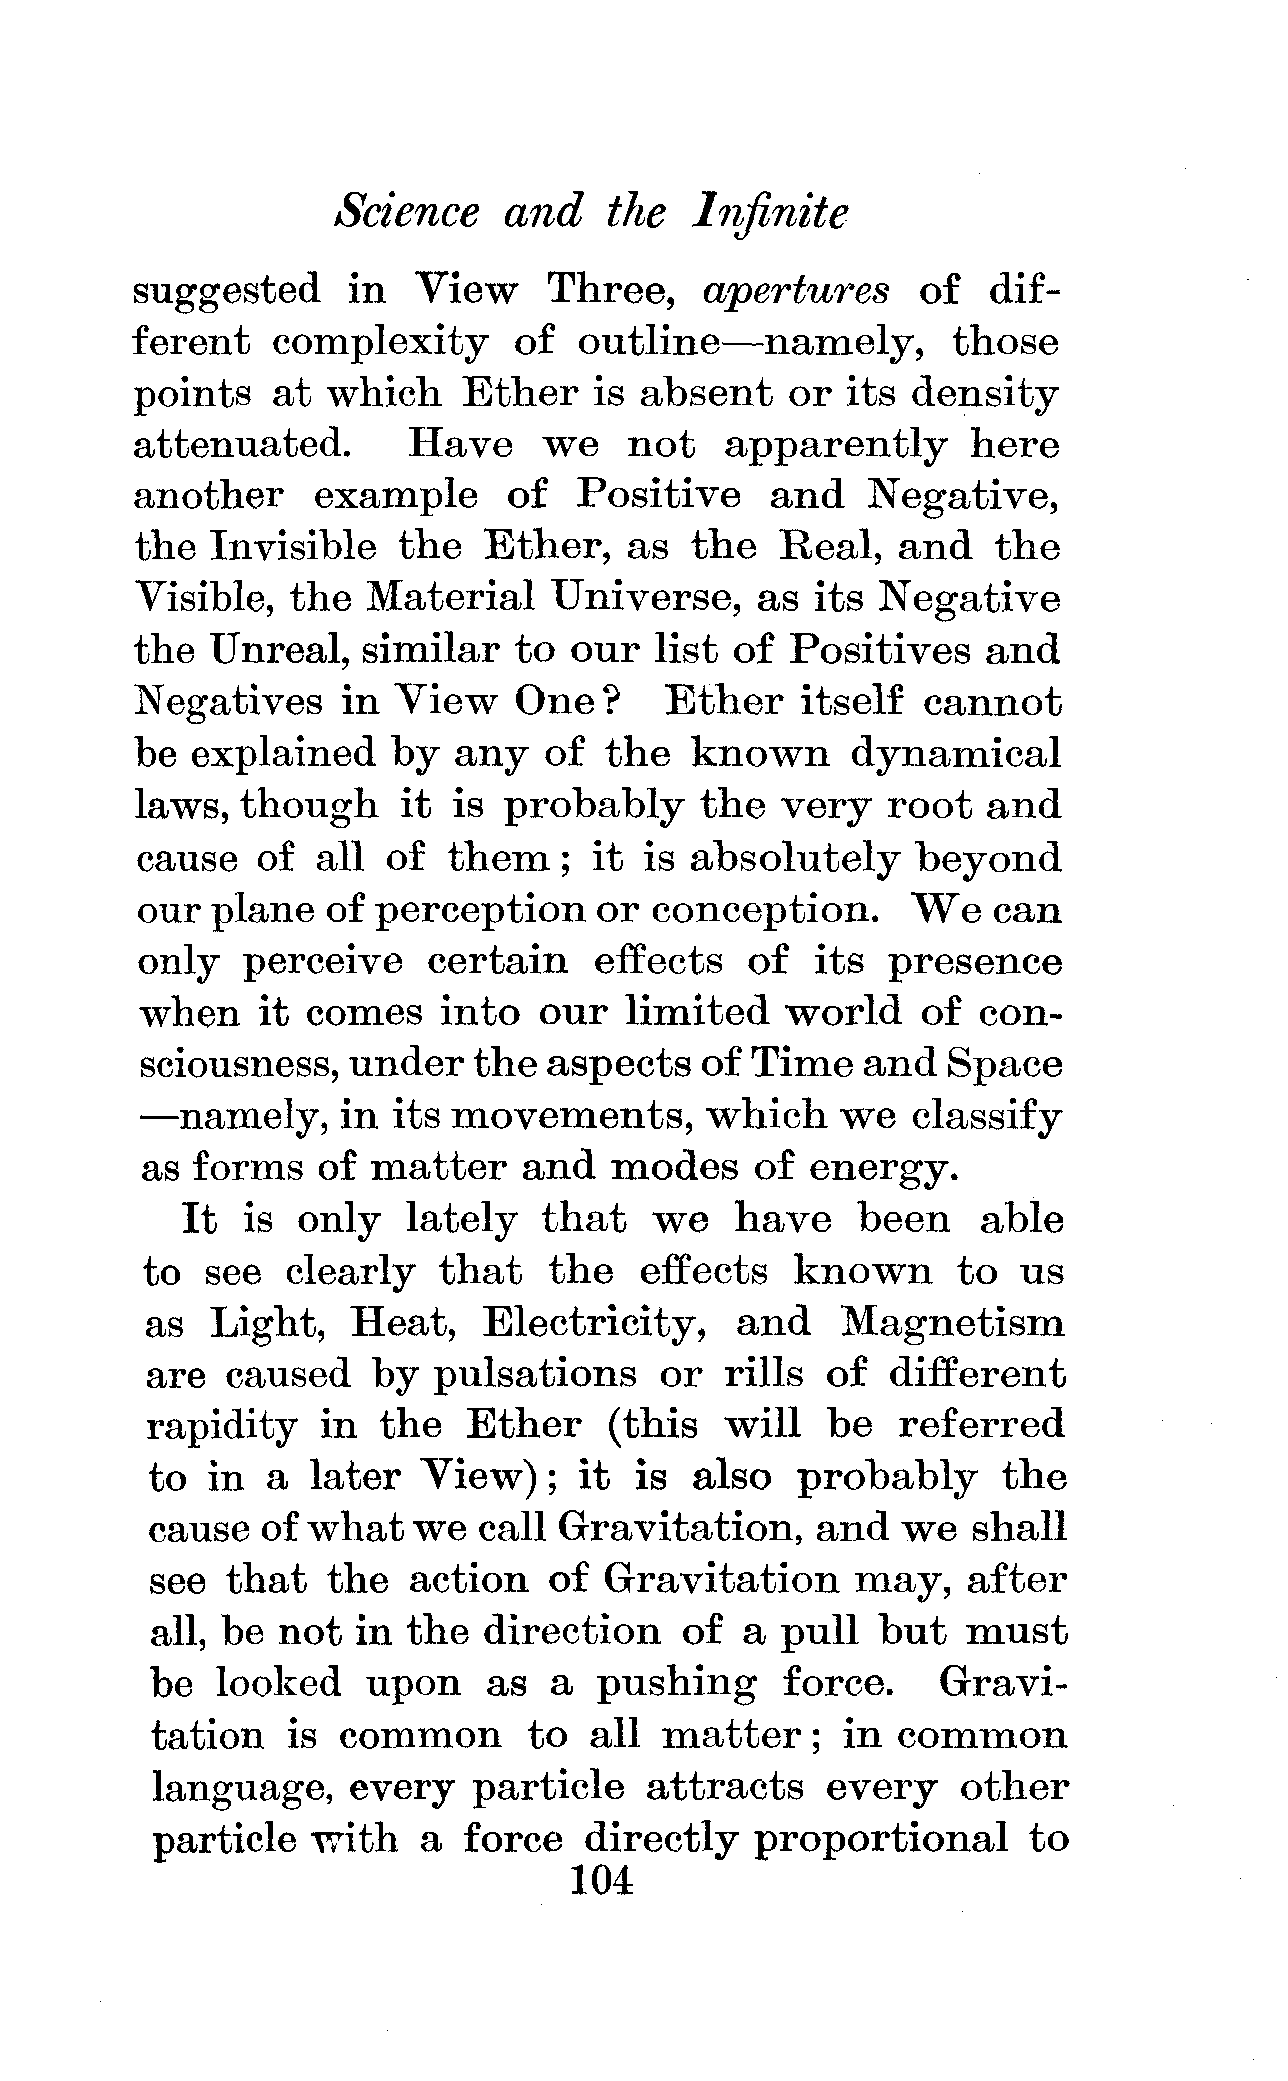 Science and the Infinite
suggested in View Three, apertures of dif-
ferent complexity of outline—namely, those
points at which Ether is absent or its density
attenuated. Have we not apparently here
another example of Positive and Negative,
the Invisible the Ether, as the Real, and the
Visible, the Material Universe, as its Negative
the Unreal, similar to our list of Positives and
Negatives in View One? Ether itself cannot
be explained by any of the known dynamical
laws, though it is probably the very root and
cause of all of them; it is absolutely beyond
our plane of perception or conception. We can
only perceive certain effects of its presence
when it comes into our limited world of con-
sciousness, under the aspects of Time and Space
—namely, in its movements, which we classify
as forms of matter and modes of energy.
It is only lately that we have been able
to see clearly that the effects known to us
as Light, Heat, Electricity, and Magnetism
are caused by pulsations or rills of different
rapidity in the Ether (this will be referred
to in a later View); it is also probably the
cause of what we call Gravitation, and we shall
see that the action of Gravitation may, after
all, be not in the direction of a pull but must
be looked upon as a pushing force. Gravi-
tation is common to all matter; in common
language, every particle attracts every other
particle with a force directly proportional to
104